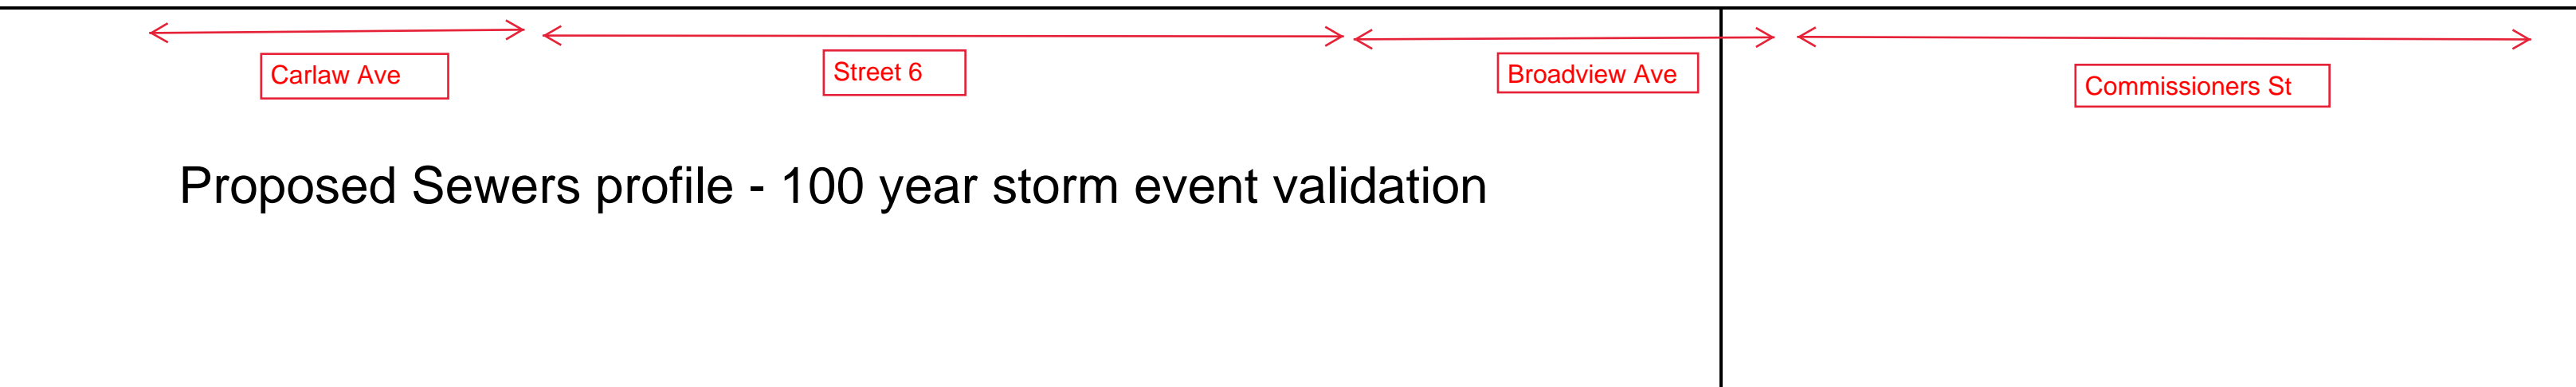 Carlaw Ave
Street 6
Broadview Ave
Commissioners St
Proposed Sewers profile - 100 year storm event validation